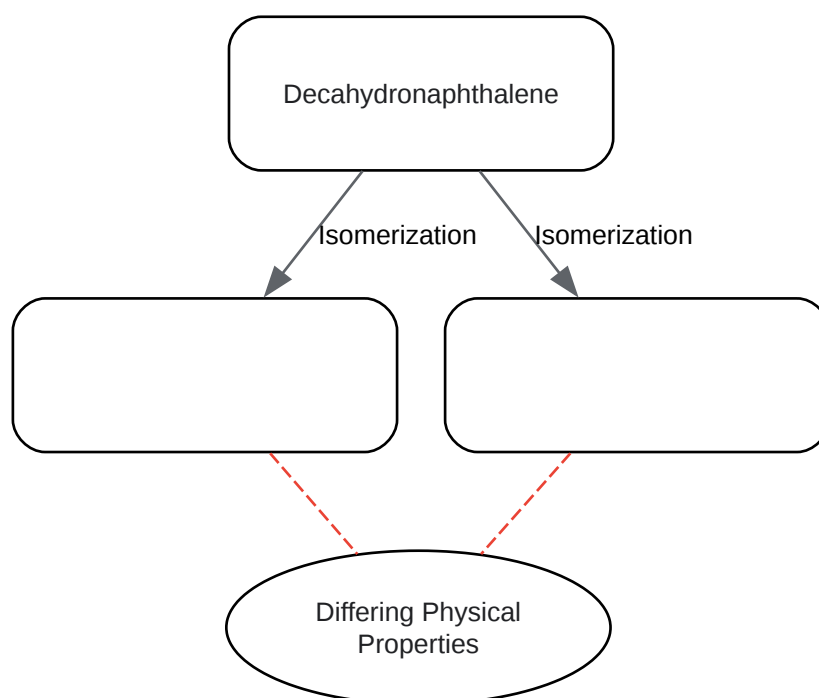 Decahydronaphthalene
Isomerization
Isomerization
Differing Physical
Properties